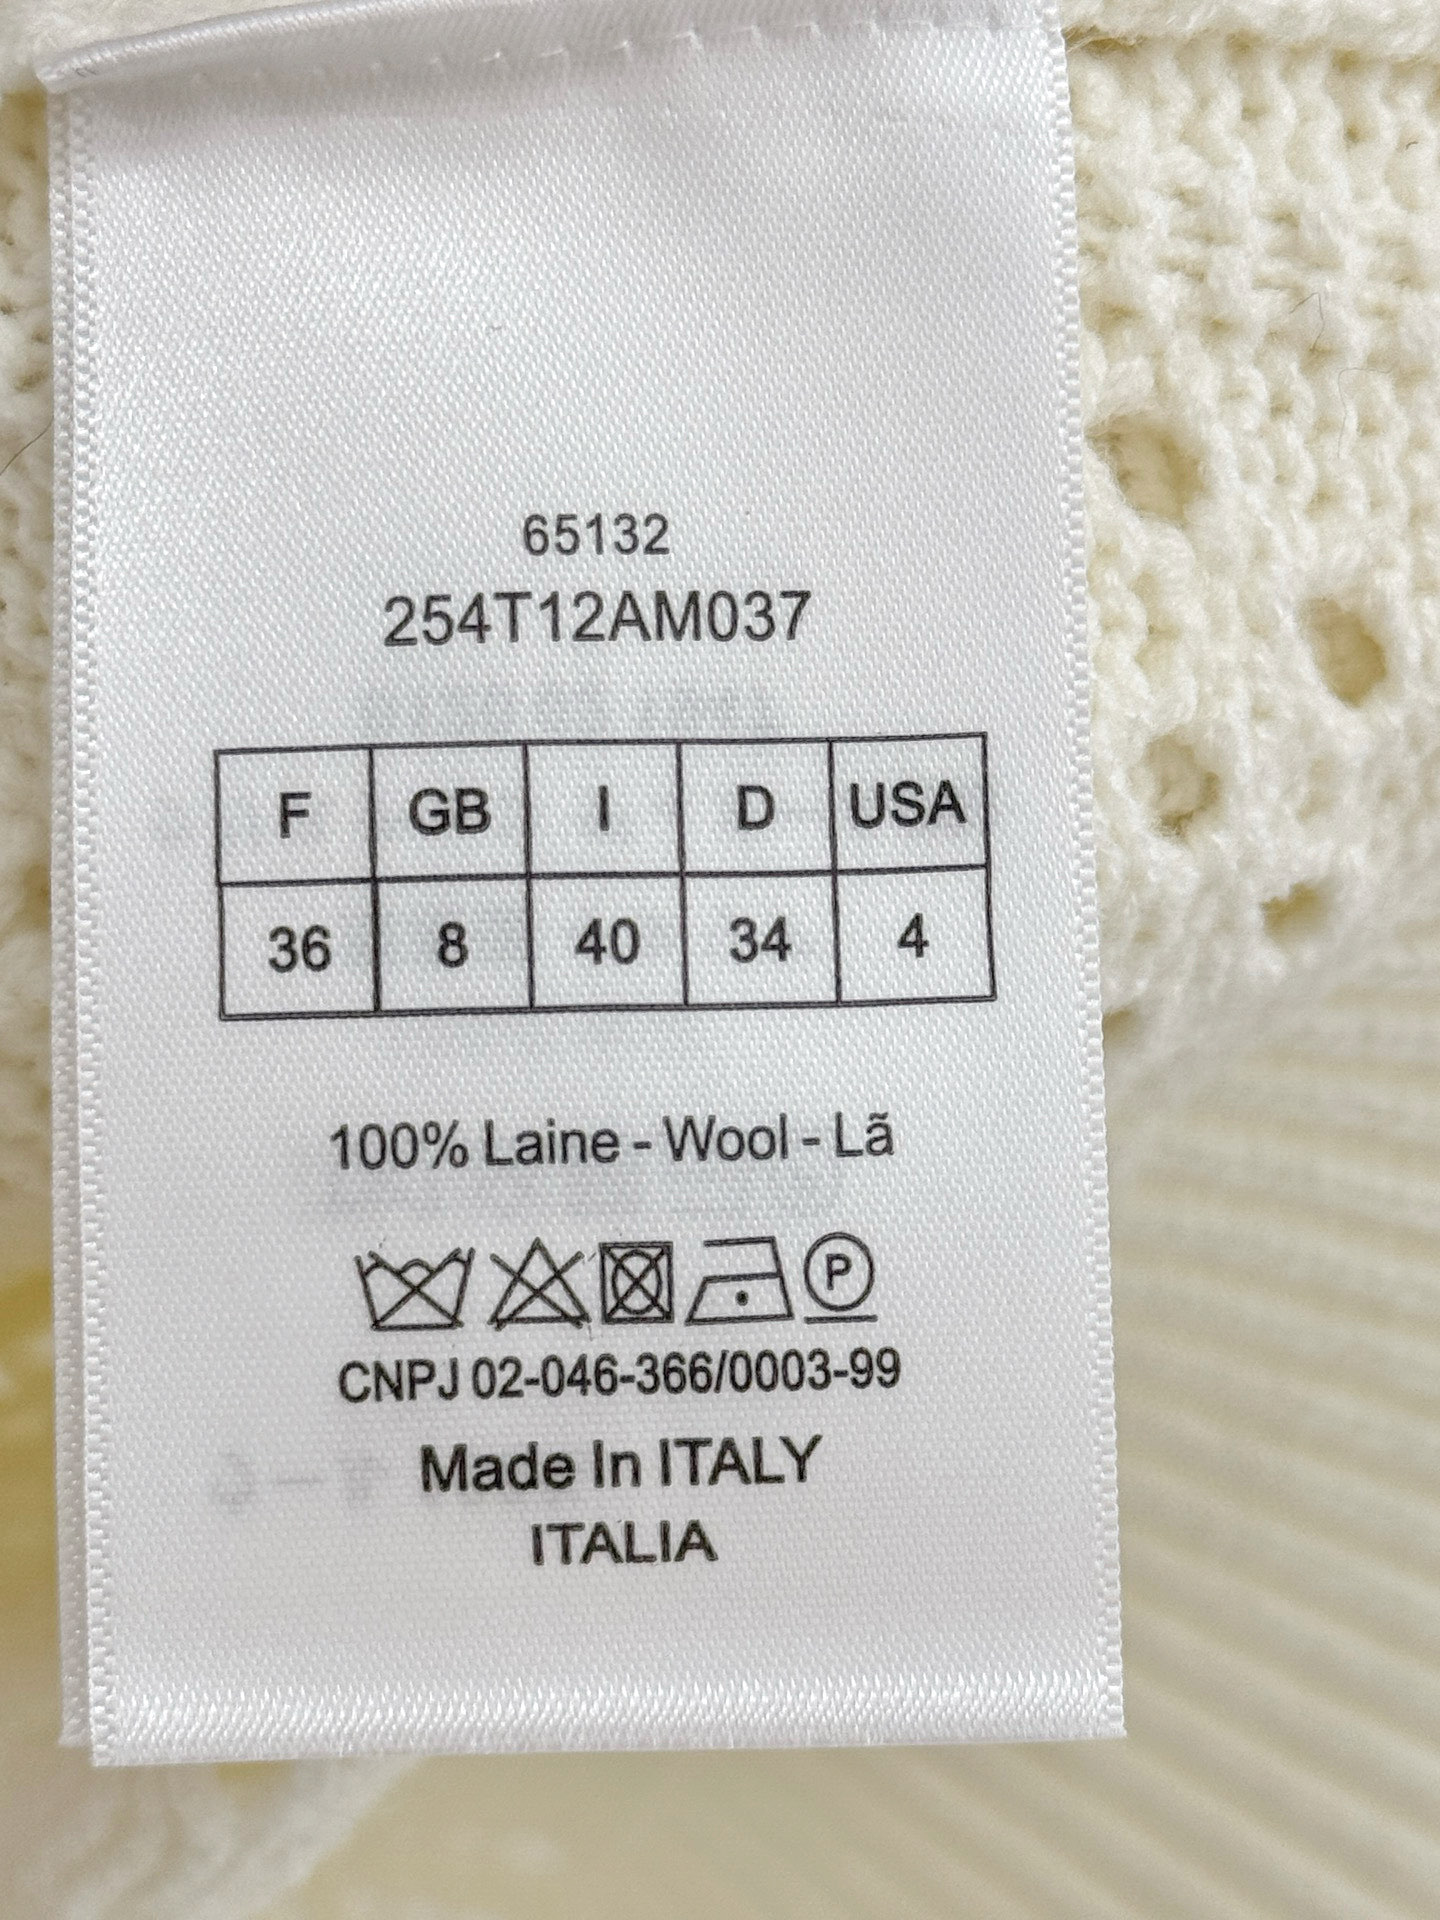 65132
254T12AM037
F GB I D USA
36 8 40 34 4
100% Laine - Wool - Lã
P
CNPJ 02-046-366/0003-99
Made In ITALY
ITALIA